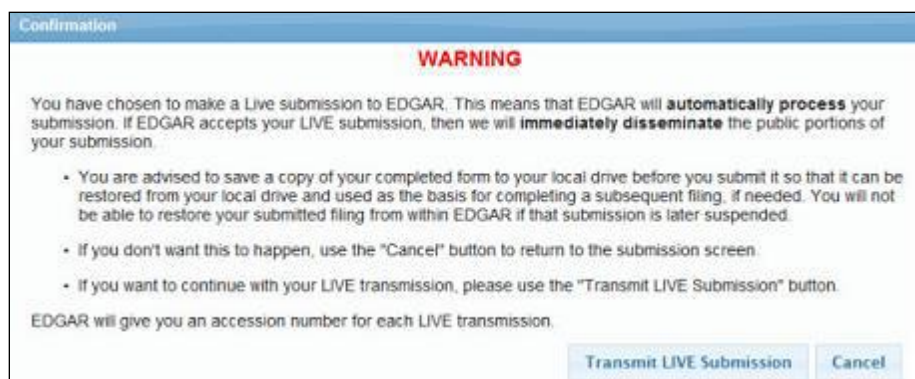 Confirmation
WARNING
You have chosen to make a Live submission to EDGAR. This means that EDGAR will automatically process your
submission. If EDGAR accepts your LIVE submission, then we will immediately disseminate the public portions of
your submission.
• You are advised to save a copy of your completed form to your local drive before you submit it so that it can be
restored from your local drive and used as the basis for completing a subsequent filing, if needed. You will not
be able to restore your submitted filing from within EDGAR if that submission is later suspended.
• If you don't want this to happen, use the "Cancel" button to return to the submission screen.
• If you want to continue with your LIVE transmission, please use the "Transmit LIVE Submission" button.
EDGAR will give you an accession number for each LIVE transmission.
Transmit LIVE Submission Cancel